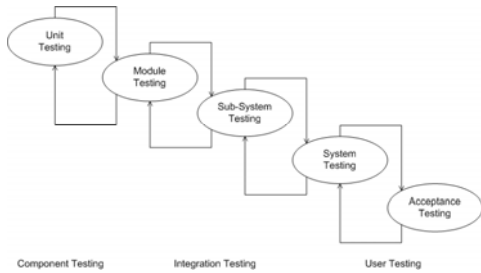 Unit
Testing
Module
Testing
Sub-System
Testing
System
Testing
Acceptance
Testing
Component Testing
Integration Testing
User Testing